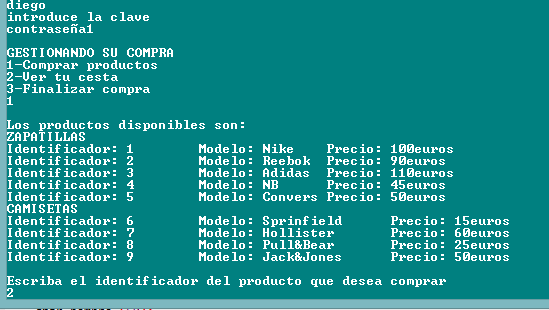 diego
introduce la clave
contraseña1
GESTIONANDO SU COMPRA
1-Comprar productos
2-Ver tu cesta
3-Finalizar compra
1
Los productos disponibles son:
ZAPATILLAS
Identificador: 1 Modelo: Nike Precio: 100euros
Identificador: 2 Modelo: Reebok Precio: 90euros
Identificador: 3 Modelo: Adidas Precio: 110euros
Identificador: 4 Modelo: NB Precio: 45euros
Identificador: 5 Modelo: Convers Precio: 50euros
CAMISETAS
Identificador: 6 Modelo: Sprinfield Precio: 15euros
Identificador: 7 Modelo: Hollister Precio: 60euros
Identificador: 8 Modelo: Pull&Bear Precio: 25euros
Identificador: 9 Modelo: Jack&Jones Precio: 50euros
Escriba el identificador del producto que desea comprar
2